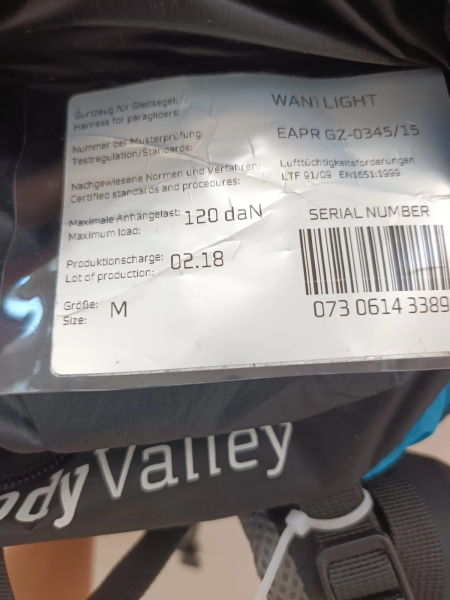 Gurtzeug für Gleitsegel:
Harness for paragliders:
WANI LIGHT
Nummer der Musterprüfung:
Testregulation/Standards:
EAPR GZ-0345/15
Nachgewiesene Normen und Verfahren:
Certified standards and procedures:
Lufttüchtigkeitsforderungen
LTF 91/09 EN1651:1999
Maximale Anhängelast:
Maximum load:
120 daN
SERIAL NUMBER
Produktionscharge:
Lot of production:
02.18
073 0614 3389
Größe:
Size:
M
ody Valley